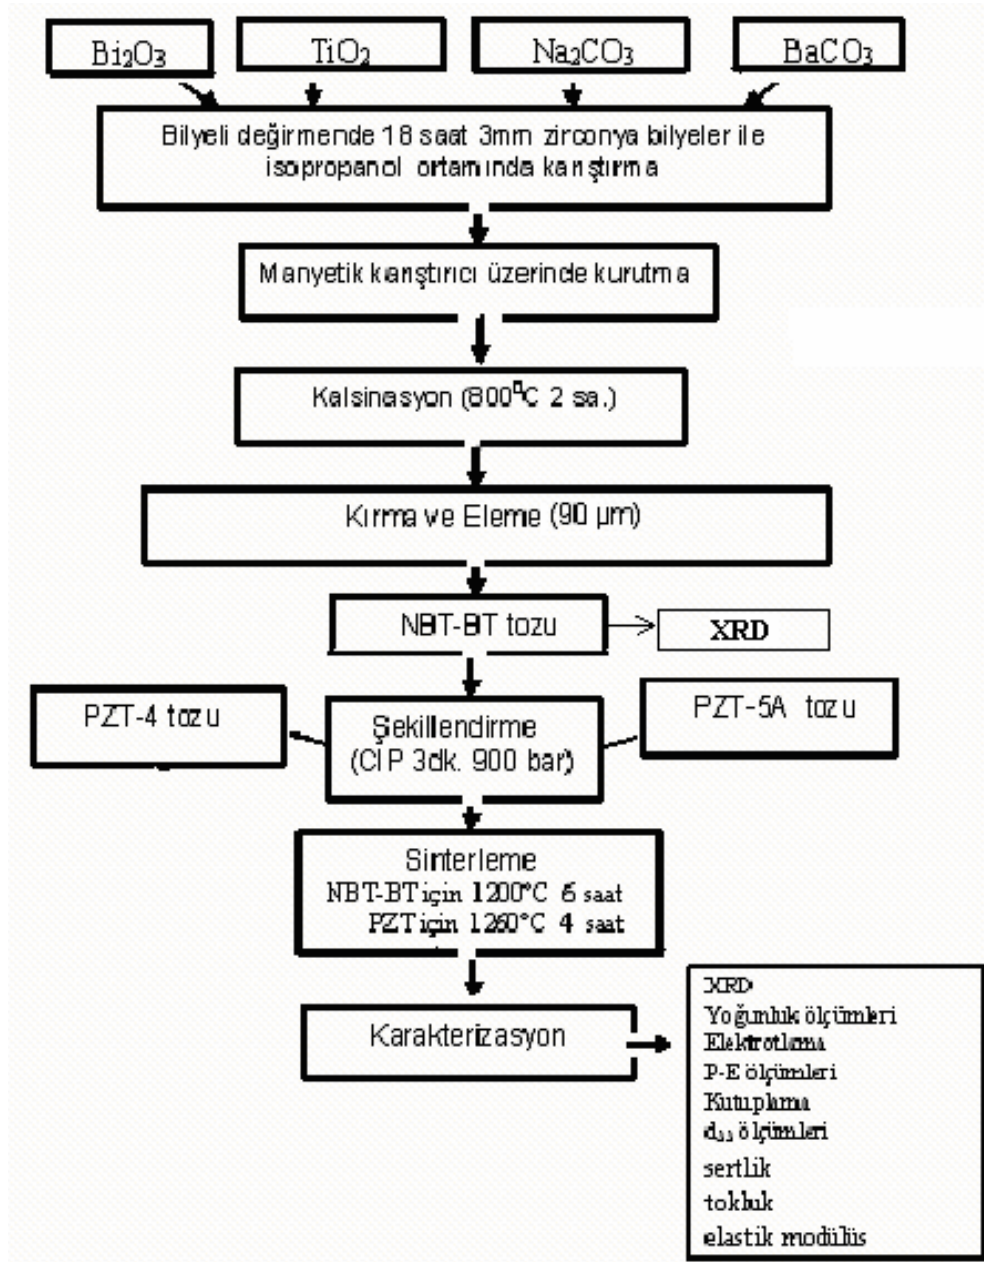 Bi₂O₃
TiO₂
Na₂CO₃
BaCO₃
Bilyeli değirmende 18 saat 3mm zirconya bilyeler ile
isopropanol ortamında karıştırma
Manyetik karıştırıcı üzerinde kurutma
Kalsinasyon (800°C 2 sa.)
Kırma ve Eleme (90 µm)
NBT-BT tozu
XRD
PZT-4 tozu
Şekillendirme
(CIP 3dk. 900 bar)
PZT-5A tozu
Sinterleme
NBT-BT için 1200°C 6 saat
PZT için 1260°C 4 saat
Karakterizasyon
XRD
Yoğunluk ölçümleri
Elektrotlama
P-E ölçümleri
Kutuplama
d₃₃ ölçümleri
sertlik
tokluk
elastik modülüs